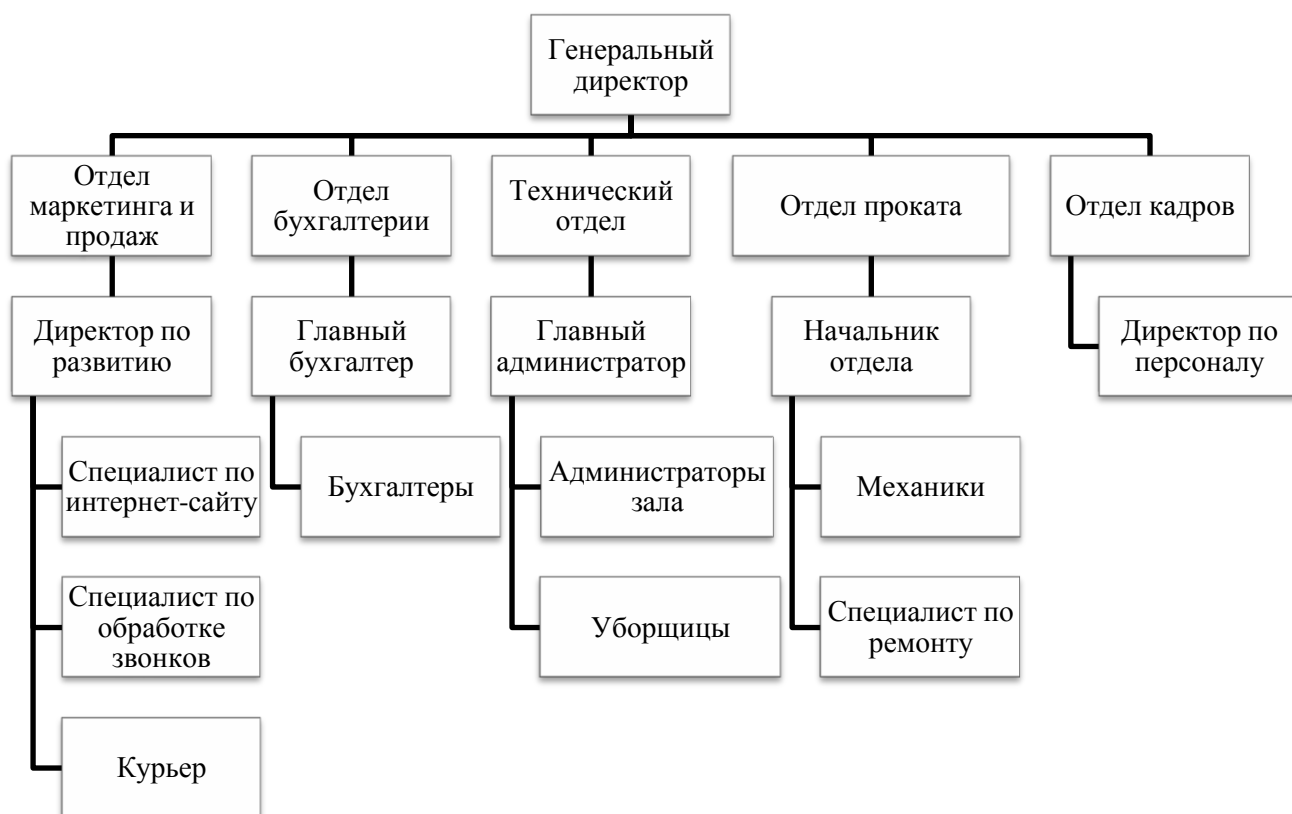 Генеральный
директор
Отдел
маркетинга и
продаж
Отдел
бухгалтерии
Технический
отдел
Отдел проката
Отдел кадров
Директор по
развитию
Главный
бухгалтер
Главный
администратор
Начальник
отдела
Директор по
персоналу
Специалист по
интернет-сайту
Бухгалтеры
Администраторы
зала
Механики
Специалист по
обработке
звонков
Уборщицы
Специалист по
ремонту
Курьер